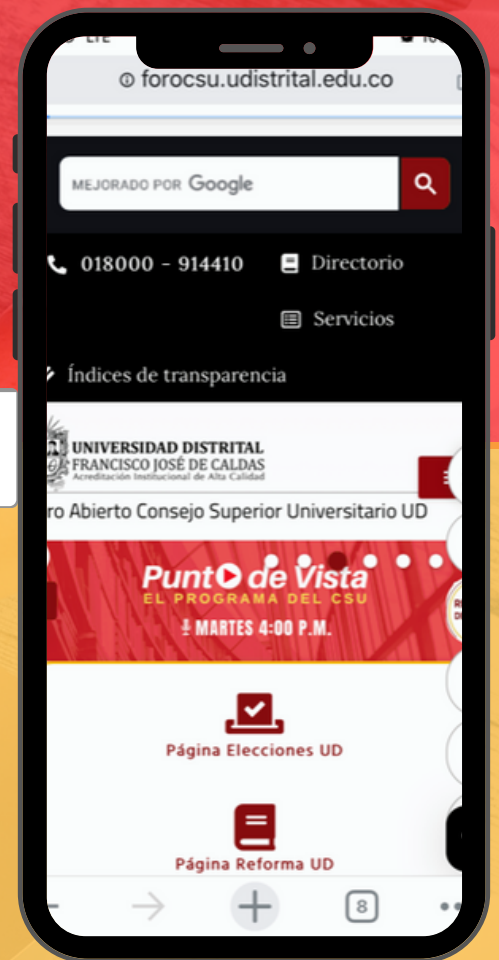 LTE
forocsu.udistrital.edu.co
MEJORADO POR Google
018000 - 914410
Directorio
Servicios
Índices de transparencia
UNIVERSIDAD DISTRITAL
FRANCISCO JOSÉ DE CALDAS
Acreditación Institucional de Alta Calidad
ro Abierto Consejo Superior Universitario UD
Punto de Vista
EL PROGRAMA DEL CSU
MARTES 4:00 P.M.
Página Elecciones UD
Página Reforma UD
8